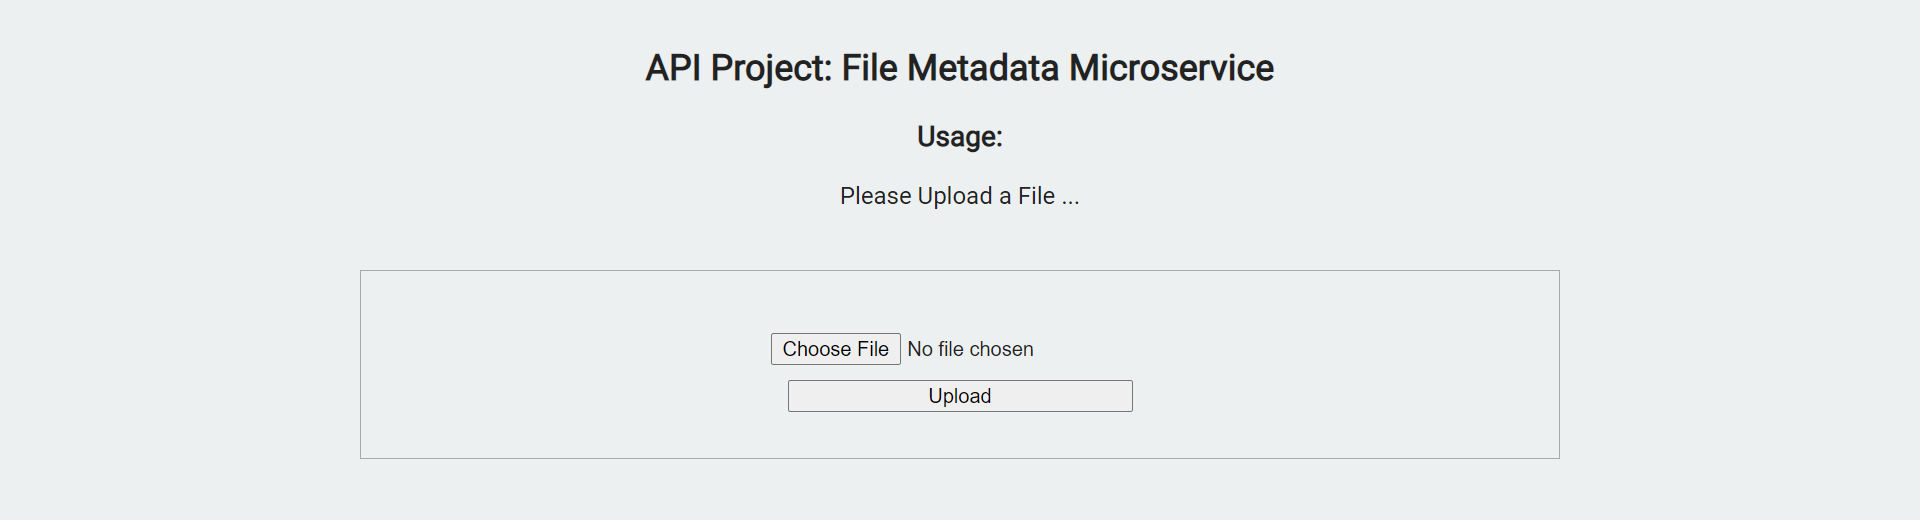 API Project: File Metadata Microservice
Usage:
Please Upload a File ...
Choose File No file chosen
Upload